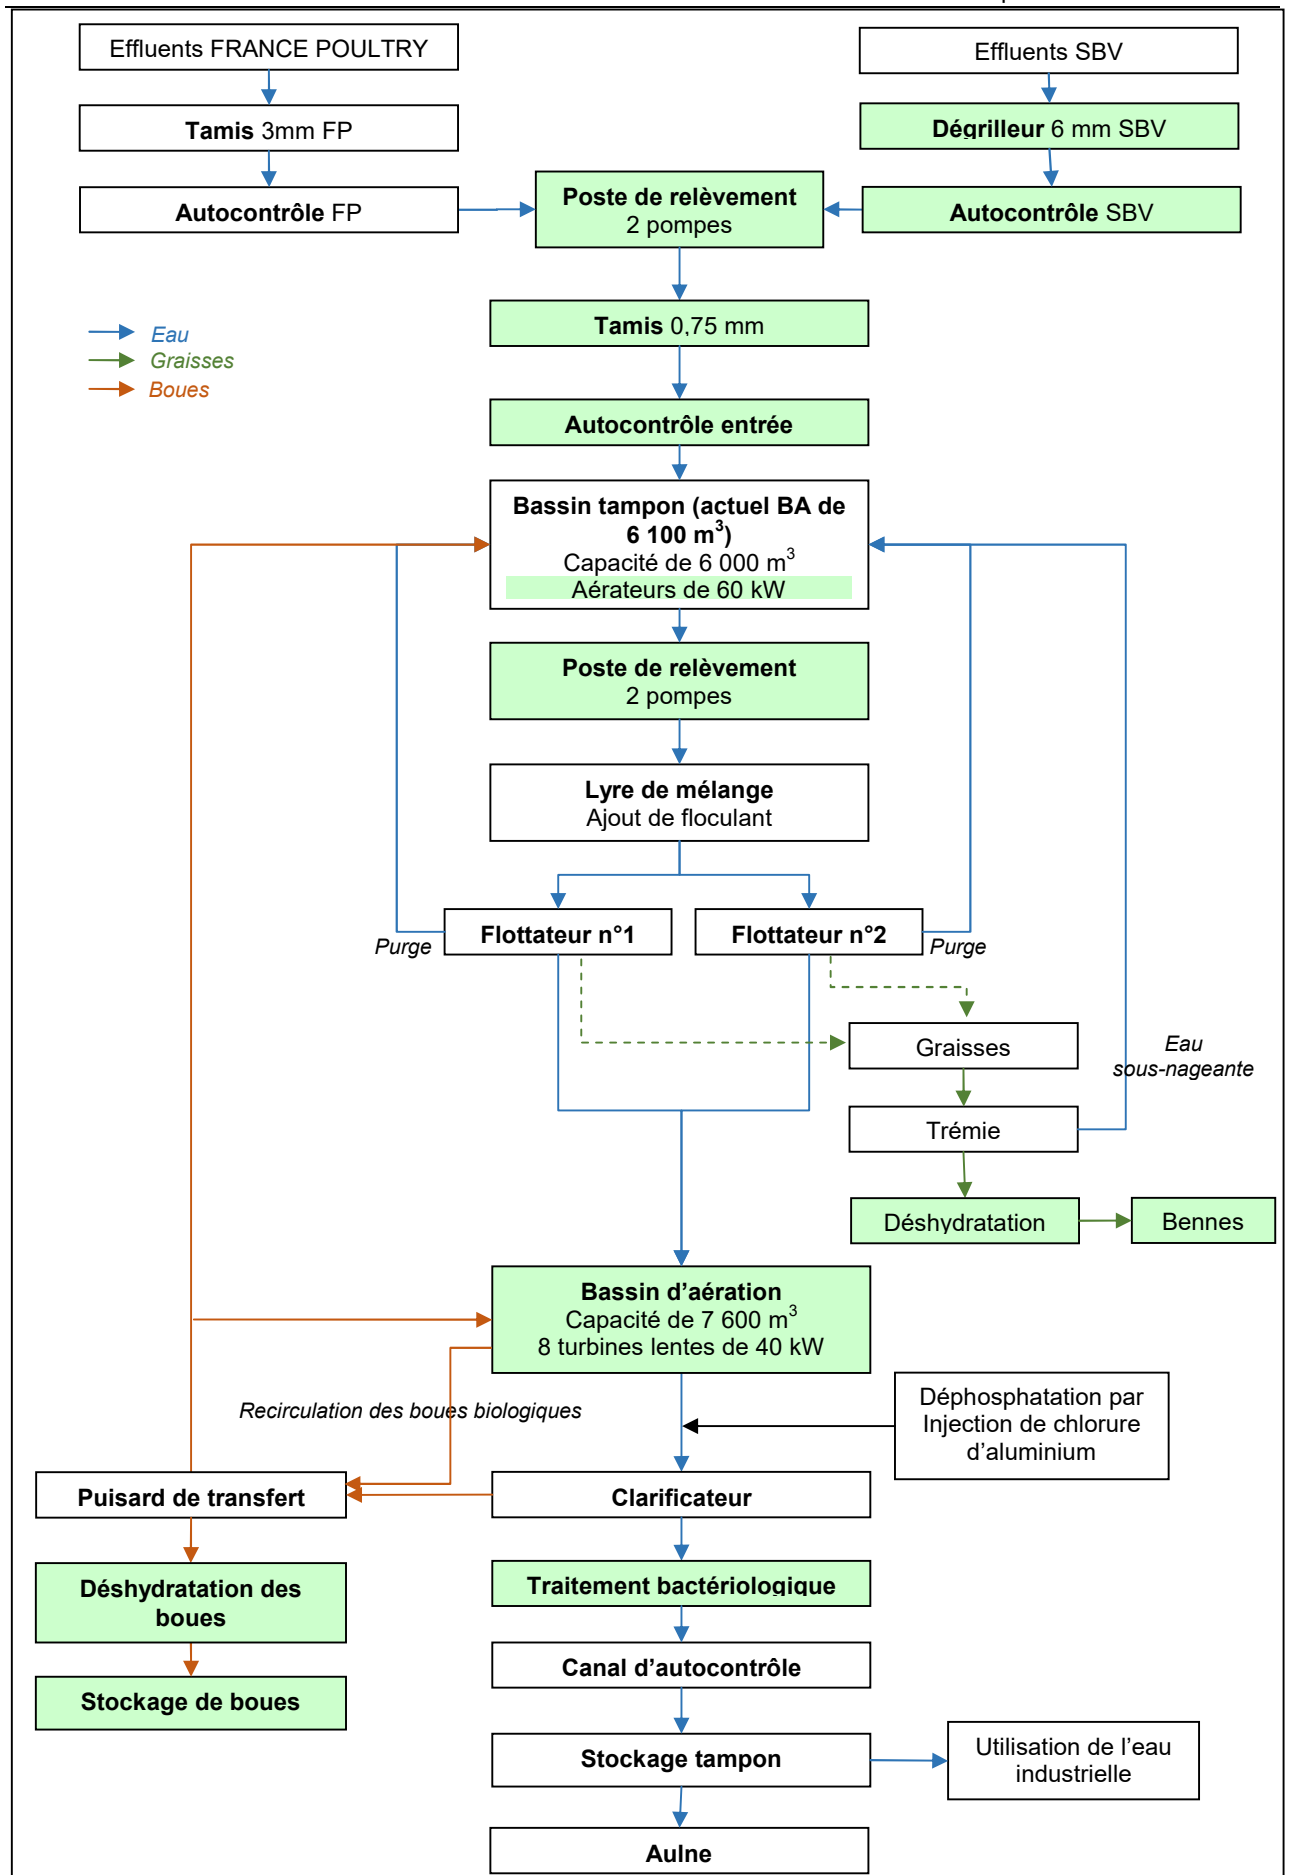 Effluents FRANCE POULTRY
Effluents SBV
Tamis 3mm FP
Dégrilleur 6 mm SBV
Autocontrôle FP
Poste de relèvement
2 pompes
Autocontrôle SBV
Tamis 0,75 mm
Eau
Graisses
Boues
Autocontrôle entrée
Bassin tampon (actuel BA de
6 100 m³)
Capacité de 6 000 m³
Aérateurs de 60 kW
Poste de relèvement
2 pompes
Lyre de mélange
Ajout de floculant
Flottateur n°1
Flottateur n°2
Purge
Purge
Graisses
Eau
sous-nageante
Trémie
Déshydratation
Bennes
Bassin d'aération
Capacité de 7 600 m³
8 turbines lentes de 40 kW
Recirculation des boues biologiques
Déphosphatation par
Injection de chlorure
d'aluminium
Puisard de transfert
Clarificateur
Déshydratation des
boues
Traitement bactériologique
Canal d'autocontrôle
Stockage de boues
Stockage tampon
Utilisation de l'eau
industrielle
Aulne